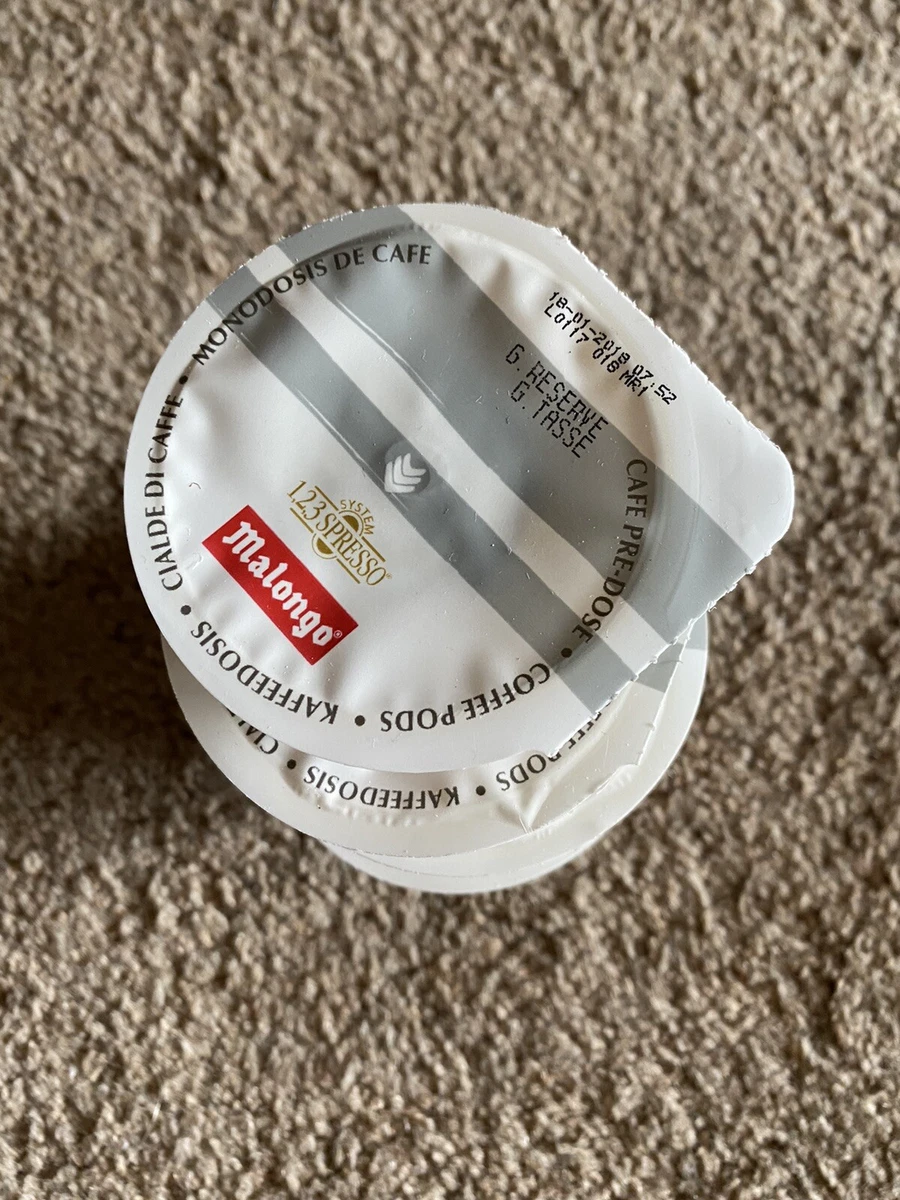 MONODOSIS DE CAFE • CAFE PRE-DOSE • COFFEE PODS • KAFFEEDOSIS • CIALDE DI CAFFE •
18-01-2018 07:52
L0117 018 MR1
G. RESERVE
G. TASSE
SYSTEM
1,2,3 SPRESSO®
Malongo®
PODS • KAFFEEDOSIS •